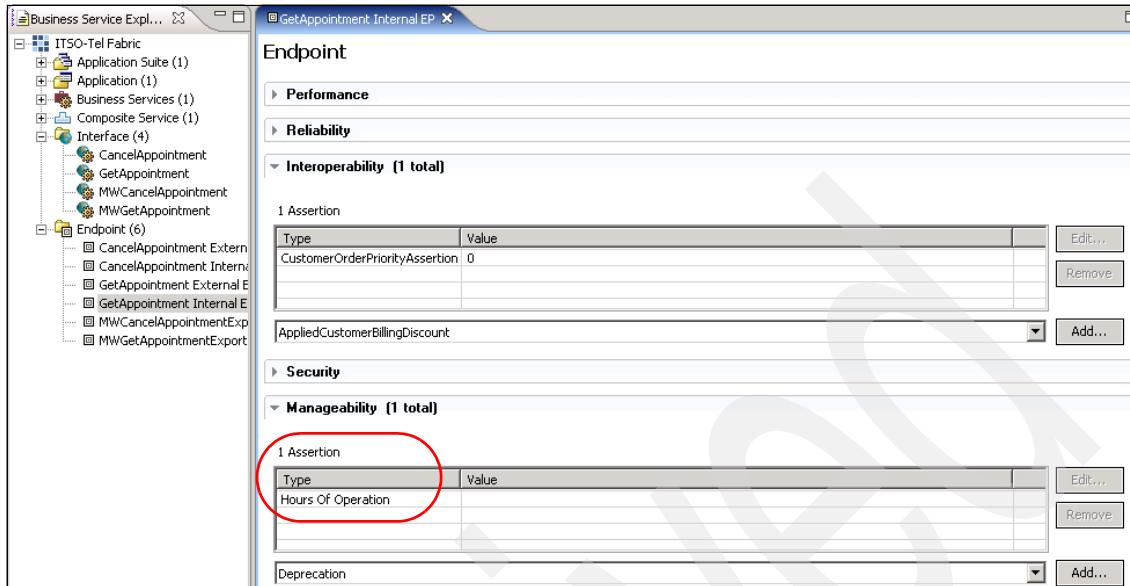 Business Service Expl...
ITSO-Tel Fabric
Application Suite (1)
Application (1)
Business Services (1)
Composite Service (1)
Interface (4)
CancelAppointment
GetAppointment
MWCancelAppointment
MWGetAppointment
Endpoint (6)
CancelAppointment Extern
CancelAppointment Interna
GetAppointment External E
GetAppointment Internal E
MWCancelAppointmentExp
MWGetAppointmentExport
GetAppointment Internal EP
Endpoint
Performance
Reliability
Interoperability (1 total)
1 Assertion
Type Value
CustomerOrderPriorityAssertion 0
Edit...
Remove
AppliedCustomerBillingDiscount
Add...
Security
Manageability (1 total)
1 Assertion
Type Value
Hours Of Operation
Edit...
Remove
Deprecation
Add...